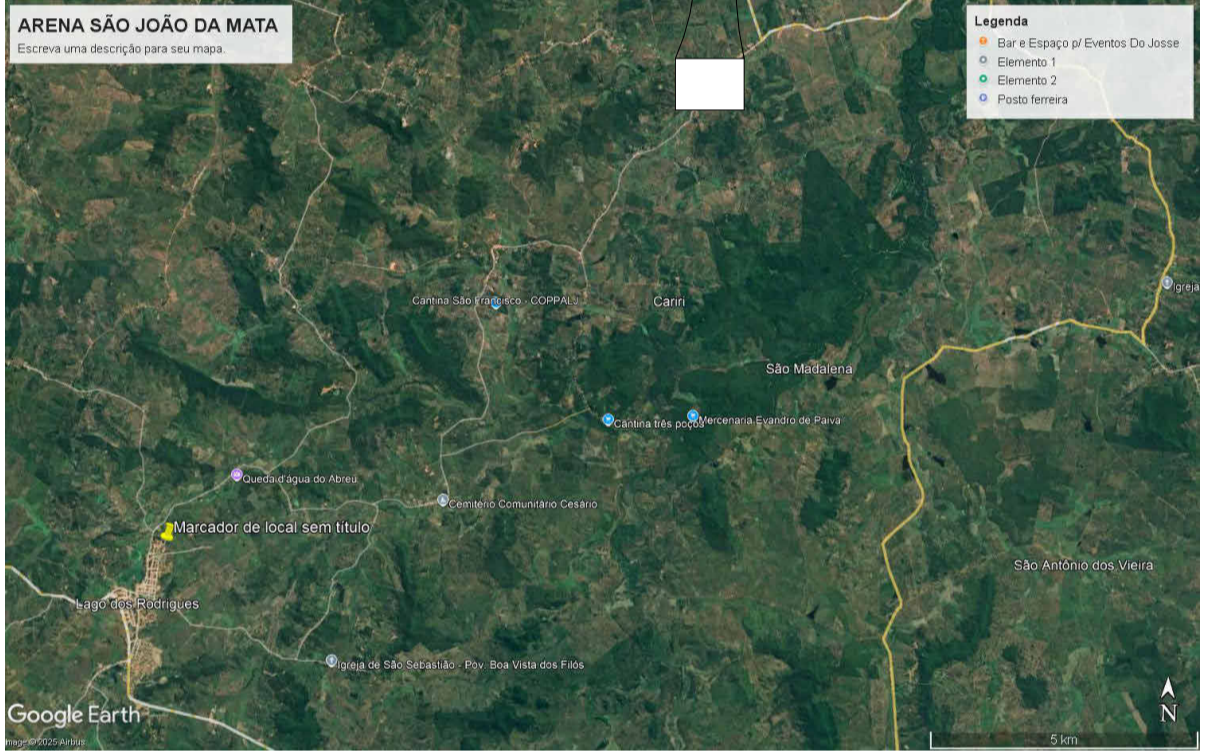 ARENA SÃO JOÃO DA MATA
Escreva uma descrição para seu mapa.
Legenda
Bar e Espaço p/ Eventos Do Josse
Elemento 1
Elemento 2
Posto ferreira
Igreja
Cantina São Francisco - COPPALJ
Cariri
São Madalena
Cantina três poços
Mercenaria Evandro de Paiva
Queda d'água do Abreu
Cemitério Comunitário Cesário
Marcador de local sem título
São Antônio dos Vieira
Lago dos Rodrigues
Igreja de São Sebastião - Pov. Boa Vista dos Filós
Google Earth
N
Image © 2025 Airbus
5 km